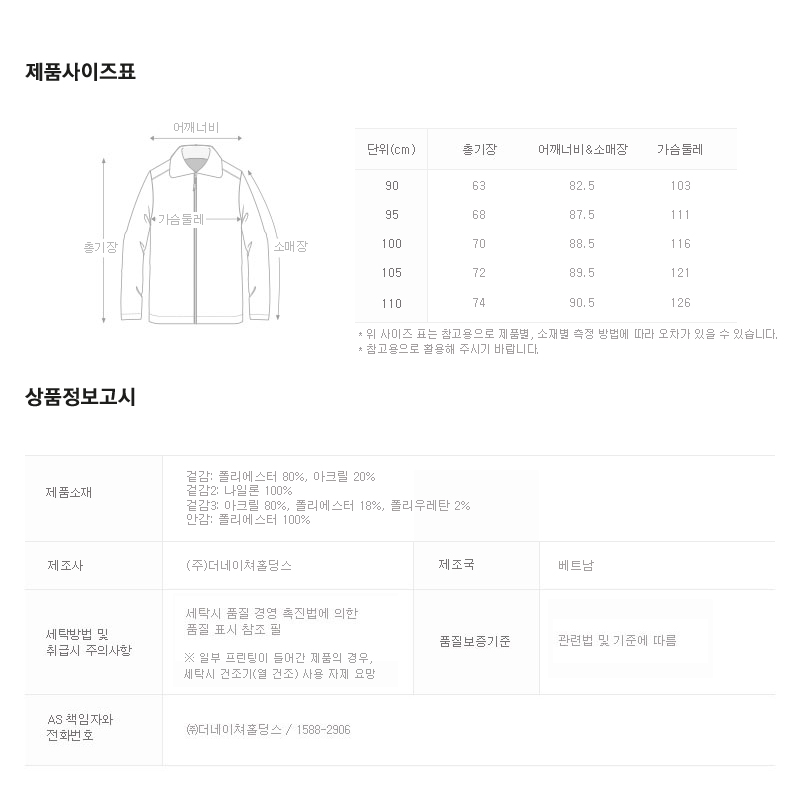 제품사이즈표
어깨너비
가슴둘레
총기장
소매장
단위(cm) 총기장 어깨너비&소매장 가슴둘레
90 63 82.5 103
95 68 87.5 111
100 70 88.5 116
105 72 89.5 121
110 74 90.5 126
* 위 사이즈 표는 참고용으로 제품별, 소재별 측정 방법에 따라 오차가 있을 수 있습니다.
* 참고용으로 활용해 주시기 바랍니다.
상품정보고시
제품소재
겉감: 폴리에스터 80%, 아크릴 20%
겉감2: 나일론 100%
겉감3: 아크릴 80%, 폴리에스터 18%, 폴리우레탄 2%
안감: 폴리에스터 100%
제조사 (주)더네이쳐홀딩스 제조국 베트남
세탁방법 및
취급시 주의사항
세탁시 품질 경영 촉진법에 의한
품질 표시 참조 필
※ 일부 프린팅이 들어간 제품의 경우,
세탁시 건조기(열 건조) 사용 자제 요망
품질보증기준 관련법 및 기준에 따름
AS 책임자와
전화번호
㈜더네이쳐홀딩스 / 1588-2906